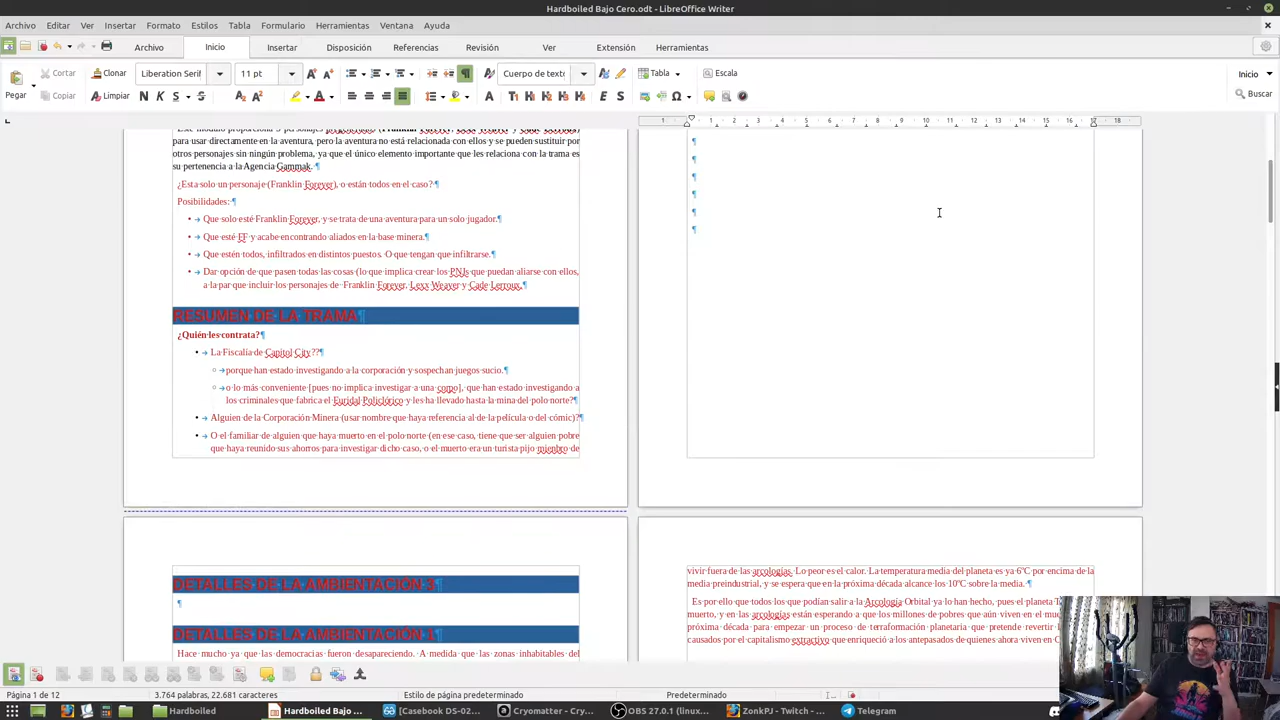 Hardboiled Bajo Cero.odt - LibreOffice Writer
Archivo Editar Ver Insertar Formato Estilos Tabla Formulario Herramientas Ventana Ayuda
Archivo Inicio Insertar Disposición Referencias Revisión Ver Extensión Herramientas
Pegar Cortar Clonar Liberation Serif 11 pt Cuerpo de texto Tabla Escala Inicio
Copiar Limpiar Buscar
Este módulo proporciona 3 personajes pregenerados (Franklin Forever, Lexx Weaver y Cade Lerroux)
para usar directamente en la aventura, pero la aventura no está relacionada con ellos y se pueden sustituir por
otros personajes sin ningún problema, ya que el único elemento importante que les relaciona con la trama es
su pertenencia a la Agencia Gammak.
¿Esta solo un personaje (Franklin Forever), o están todos en el caso?
Posibilidades:
• Que solo esté Franklin Forever, y se trata de una aventura para un solo jugador.
• Que esté FF y acabe encontrando aliados en la base minera.
• Que estén todos, infiltrados en distintos puestos. O que tengan que infiltrarse.
• Dar opción de que pasen todas las cosas (lo que implica crear los PNJs que puedan aliarse con ellos,
a la par que incluir los personajes de Franklin Forever, Lexx Weaver y Cade Lerroux.
RESUMEN DE LA TRAMA
¿Quién les contrata?
• La Fiscalía de Capitol City??
porque han estado investigando a la corporación y sospechan juegos sucio.
o lo más conveniente [pues no implica investigar a una corpo], que han estado investigando a
los criminales que fabrica el Euridal Policlórico y les ha llevado hasta la mina del polo norte?
• Alguien de la Corporación Minera (usar nombre que haya referencia al de la película o del cómic)?
• O el familiar de alguien que haya muerto en el polo norte (en ese caso, tiene que ser alguien pobre
que haya reunido sus ahorros para investigar dicho caso, o el muerto era un turista pijo miembro de
DETALLES DE LA AMBIENTACIÓN 3
DETALLES DE LA AMBIENTACIÓN 1
Hace mucho ya que las democracias fueron desapareciendo. A medida que las zonas inhabitables del
vivir fuera de las arcologías. Lo peor es el calor. La temperatura media del planeta es ya 6ºC por encima de la
media preindustrial, y se espera que en la próxima década alcance los 10ºC sobre la media.
Es por ello que todos los que podían salir a la Arcología Orbital ya lo han hecho, pues el planeta
muerto, y en las arcologías están esperando a que los millones de pobres que aún viven en el
próxima década para empezar un proceso de terraformación planetaria que pretende revertir
causados por el capitalismo extractivo que enriqueció a los antepasados de quienes ahora viven en
Página 1 de 12 3.764 palabras, 22.681 caracteres Estilo de página predeterminado Predeterminado
Hardboiled Hardboiled Bajo ... [Casebook DS-02... Cryomatter - Cry... OBS 27.0.1 (linux... ZonkPJ - Twitch - ... Telegram